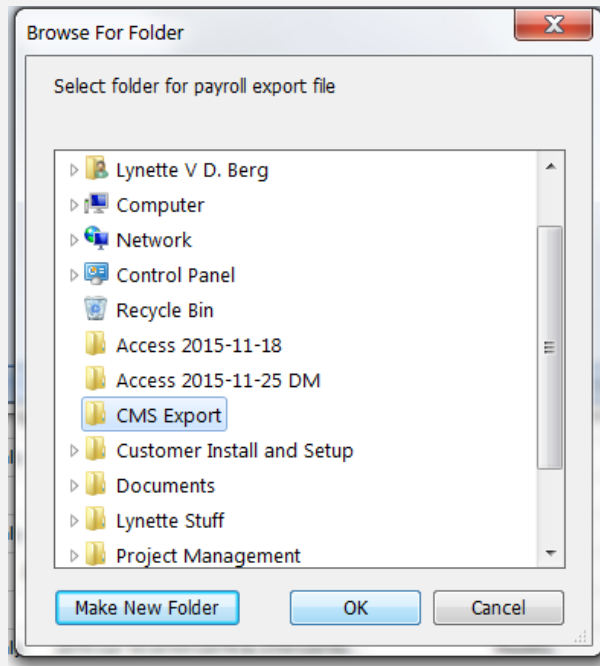 Browse For Folder
Select folder for payroll export file
Lynette V D. Berg
Computer
Network
Control Panel
Recycle Bin
Access 2015-11-18
Access 2015-11-25 DM
CMS Export
Customer Install and Setup
Documents
Lynette Stuff
Project Management
Make New Folder OK Cancel